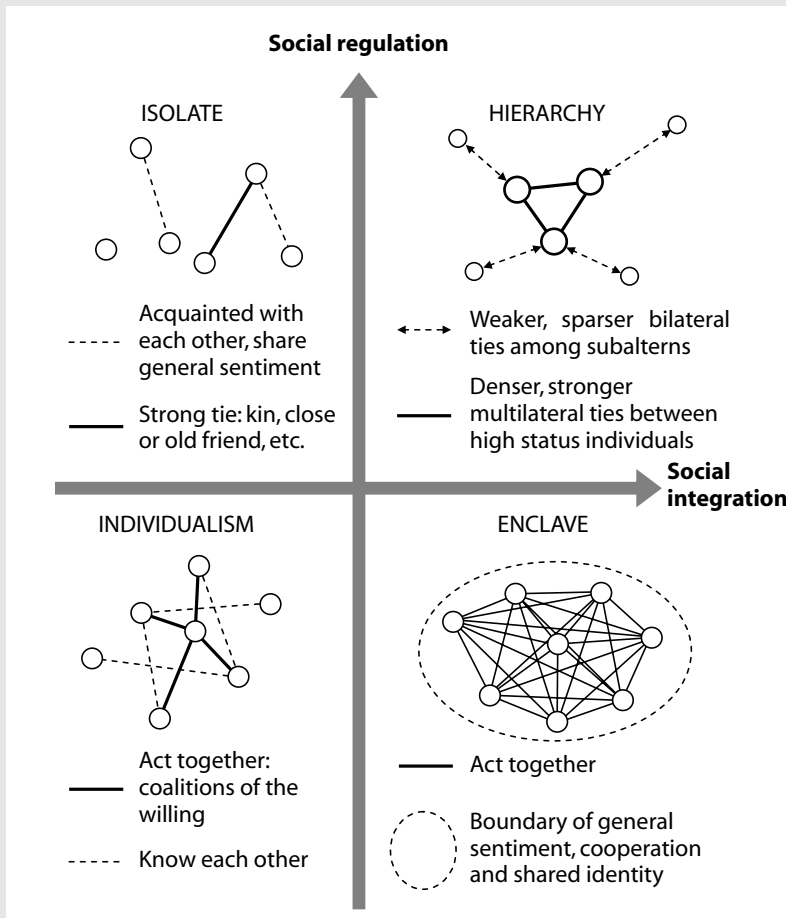 Social regulation
ISOLATE
HIERARCHY
Acquainted with
each other, share
general sentiment
Strong tie: kin, close
or old friend, etc.
Weaker, sparser bilateral
ties among subalterns
Denser, stronger
multilateral ties between
high status individuals
Social
integration
INDIVIDUALISM
ENCLAVE
Act together:
coalitions of the
willing
Know each other
Act together
Boundary of general
sentiment, cooperation
and shared identity